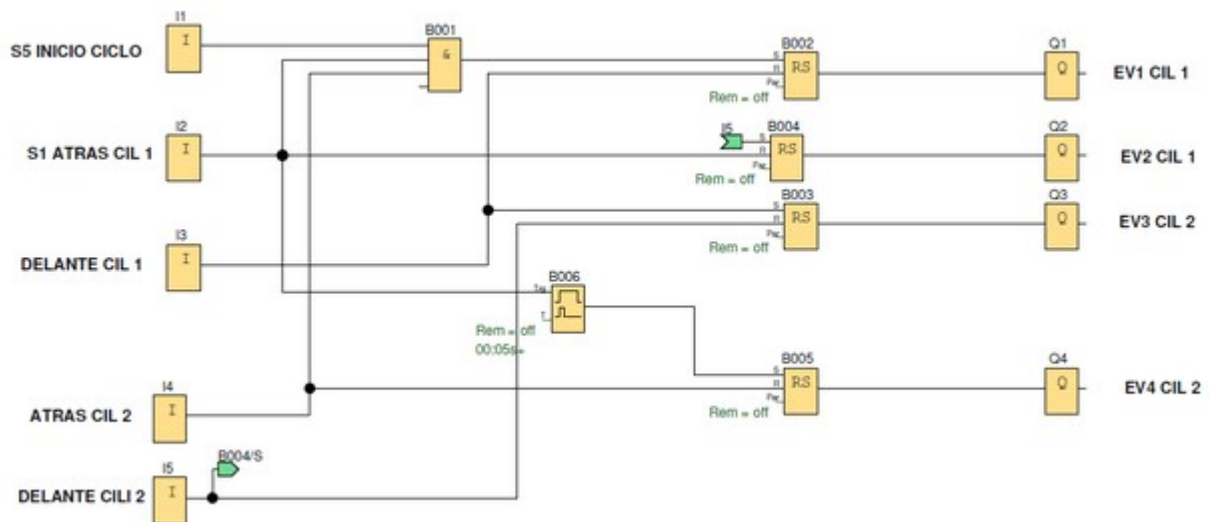 I1
I
S5 INICIO CICLO
B001
&
B002
S
R
Par
RS
Rem = off
Q1
Q
EV1 CIL 1
I2
I
S1 ATRAS CIL 1
I5
B004
S
R
Par
RS
Rem = off
Q2
Q
EV2 CIL 1
B003
S
R
Par
RS
Rem = off
Q3
Q
EV3 CIL 2
I3
I
DELANTE CIL 1
B006
Trg
T
Rem = off
00:05s+
B005
S
R
Par
RS
Rem = off
Q4
Q
EV4 CIL 2
I4
I
ATRAS CIL 2
B004/S
I5
I
DELANTE CILI 2